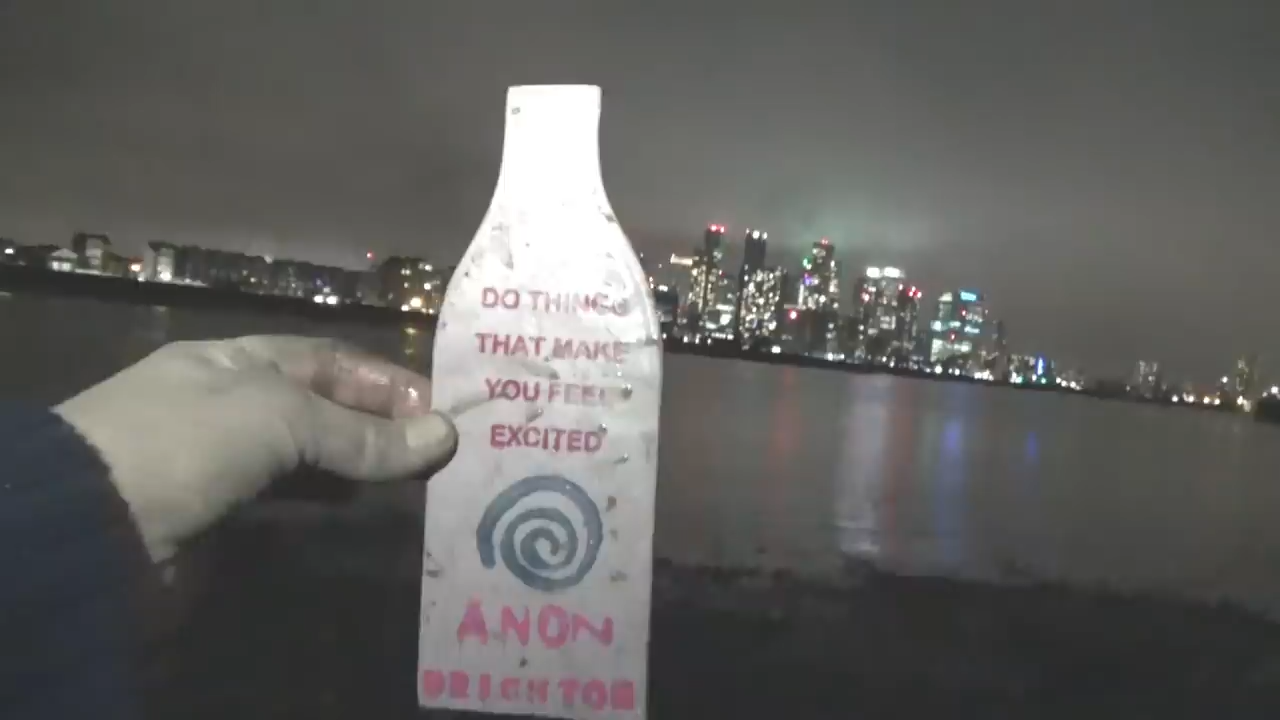 DO THINGS
THAT MAKE
YOU FEEL
EXCITED
ANON
BRIGHTON